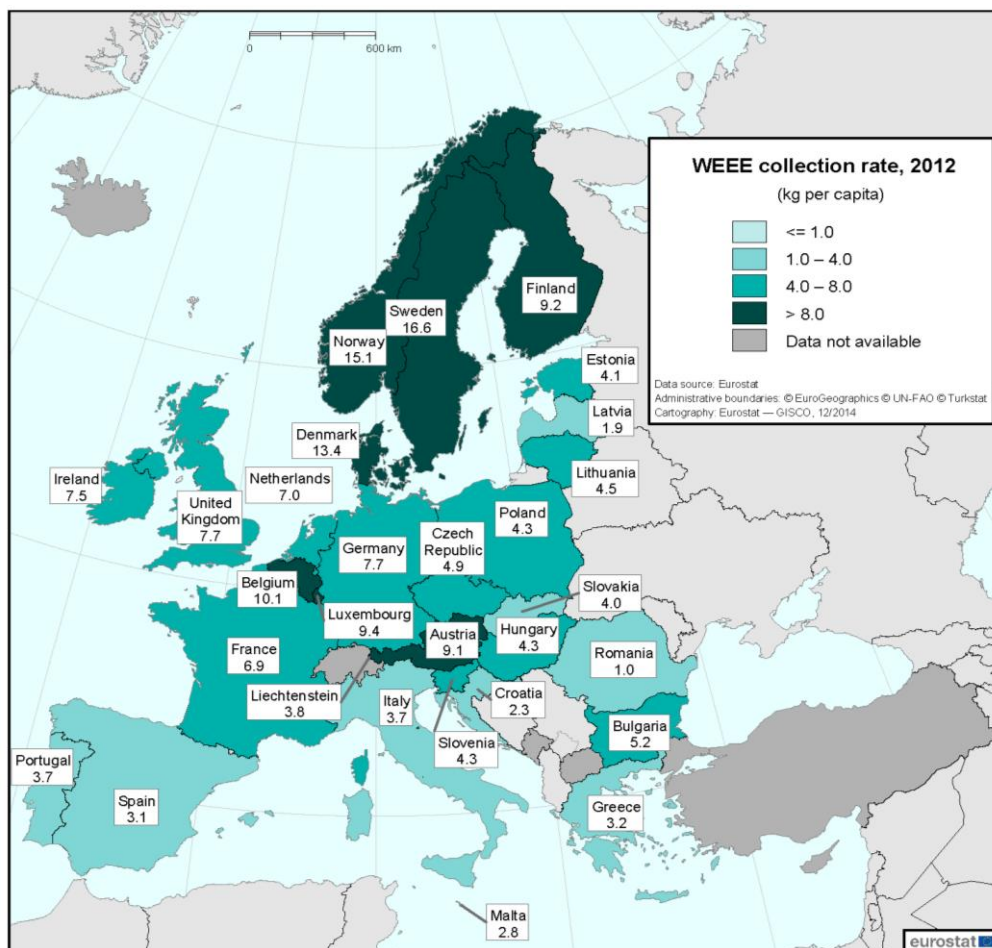 0 600 km
WEEE collection rate, 2012
(kg per capita)
<= 1.0
1.0 – 4.0
4.0 – 8.0
> 8.0
Data not available
Data source: Eurostat
Administrative boundaries: © EuroGeographics © UN-FAO © Turkstat
Cartography: Eurostat — GISCO, 12/2014
Finland
9.2
Sweden
16.6
Norway
15.1
Estonia
4.1
Latvia
1.9
Denmark
13.4
Lithuania
4.5
Ireland
7.5
Netherlands
7.0
United
Kingdom
7.7
Poland
4.3
Czech
Republic
4.9
Germany
7.7
Belgium
10.1
Slovakia
4.0
Luxembourg
9.4
Austria
9.1
Hungary
4.3
France
6.9
Romania
1.0
Liechtenstein
3.8
Italy
3.7
Croatia
2.3
Bulgaria
5.2
Slovenia
4.3
Portugal
3.7
Spain
3.1
Greece
3.2
Malta
2.8
eurostat